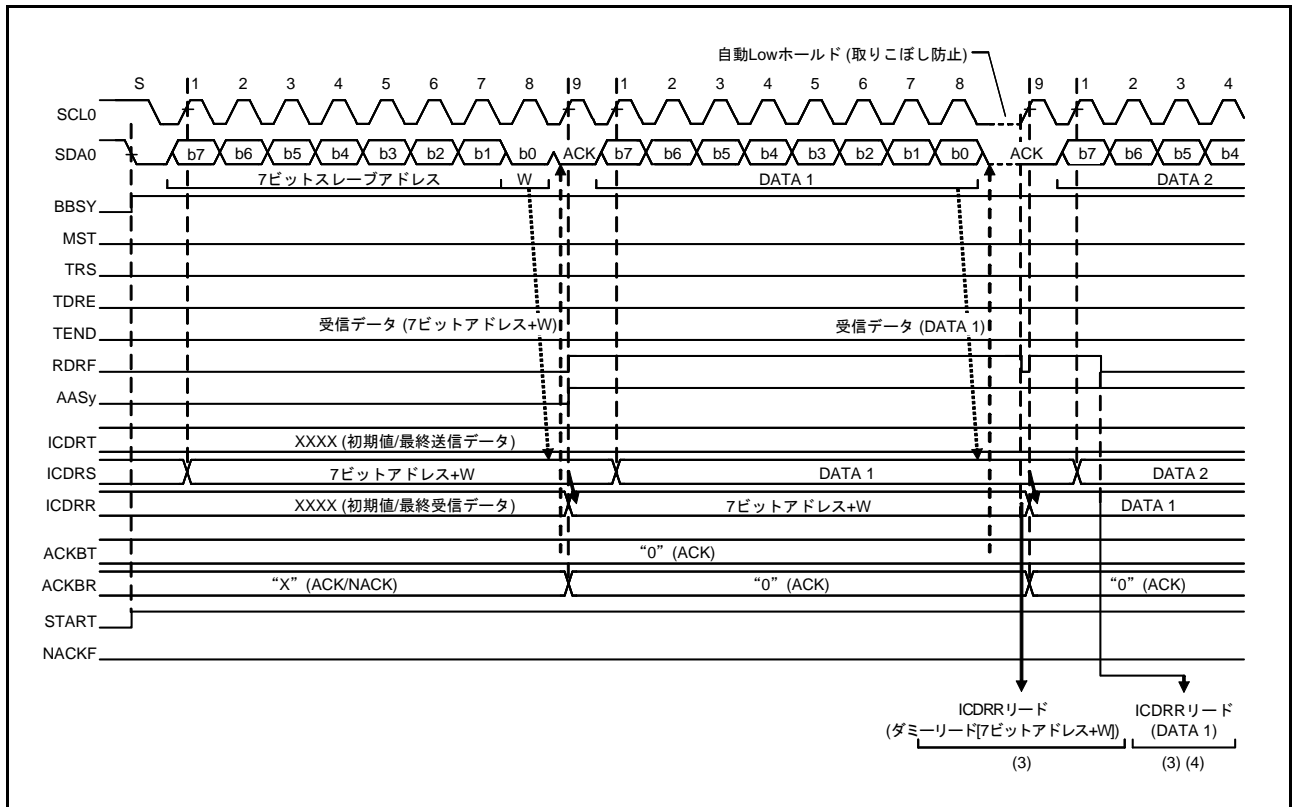 自動Lowホールド (取りこぼし防止)
S 1 2 3 4 5 6 7 8 9 1 2 3 4 5 6 7 8 9 1 2 3 4
SCL0
SDA0 b7 b6 b5 b4 b3 b2 b1 b0 ACK b7 b6 b5 b4 b3 b2 b1 b0 ACK b7 b6 b5 b4
7ビットスレーブアドレス W DATA 1 DATA 2
BBSY
MST
TRS
TDRE
受信データ (7ビットアドレス+W) 受信データ (DATA 1)
TEND
RDRF
AASy
ICDRT XXXX (初期値/最終送信データ)
ICDRS 7ビットアドレス+W DATA 1 DATA 2
ICDRR XXXX (初期値/最終受信データ) 7ビットアドレス+W DATA 1
ACKBT “0” (ACK)
ACKBR “X” (ACK/NACK) “0” (ACK) “0” (ACK)
START
NACKF
ICDRRリード ICDRRリード
(ダミーリード[7ビットアドレス+W]) (DATA 1)
(3) (3) (4)